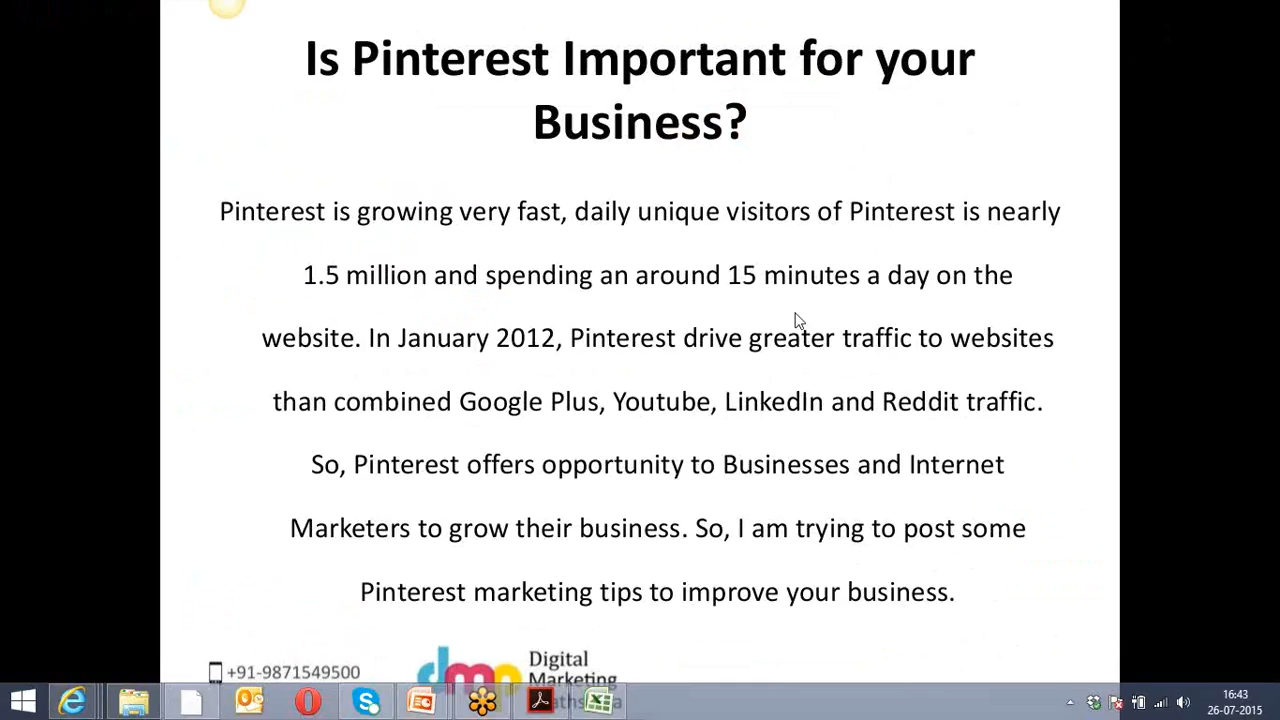 Is Pinterest Important for your
Business?
Pinterest is growing very fast, daily unique visitors of Pinterest is nearly
1.5 million and spending an around 15 minutes a day on the
website. In January 2012, Pinterest drive greater traffic to websites
than combined Google Plus, Youtube, LinkedIn and Reddit traffic.
So, Pinterest offers opportunity to Businesses and Internet
Marketers to grow their business. So, I am trying to post some
Pinterest marketing tips to improve your business.
+91-9871549500
dmp
Digital
Marketing
16:43
26-07-2015